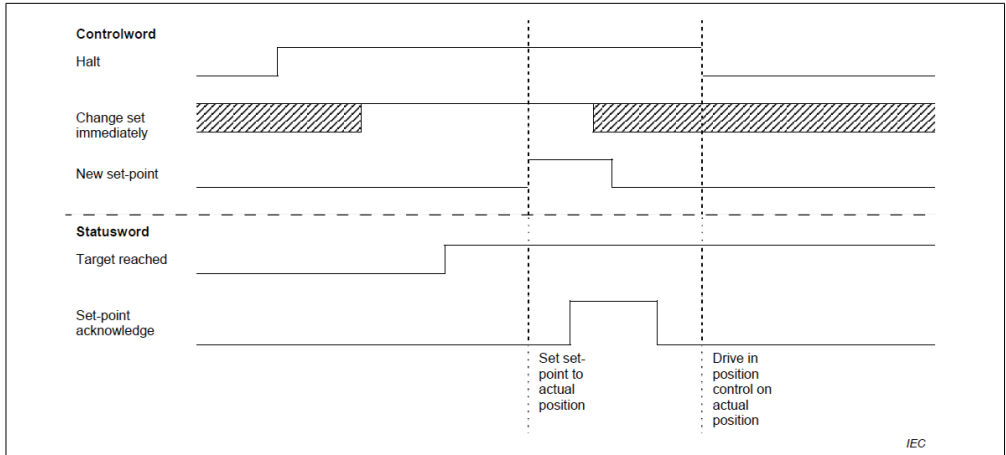 Controlword
Halt
Change set
immediately
New set-point
Statusword
Target reached
Set-point
acknowledge
Set set-
point to
actual
position
Drive in
position
control on
actual
position
IEC